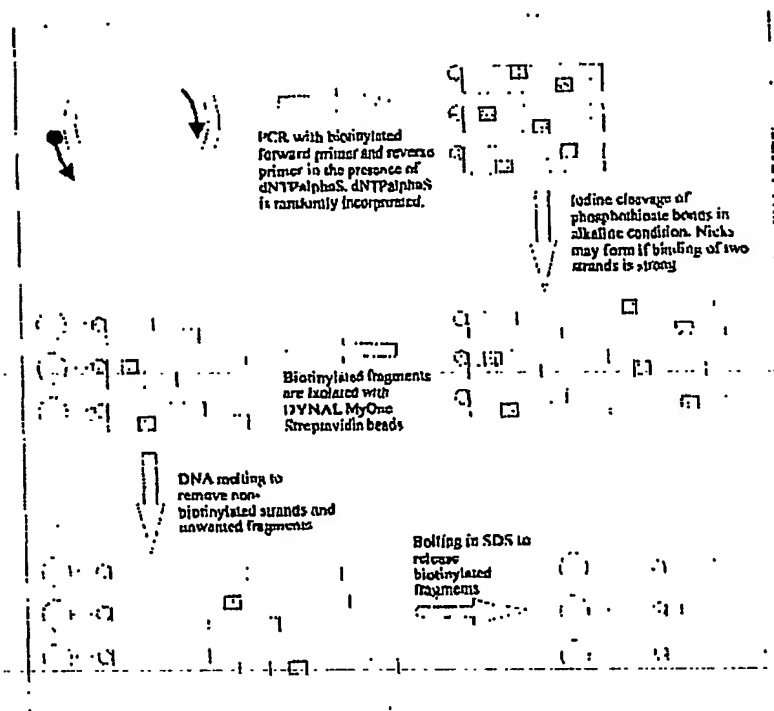 PCR with biotinylated
forward primer and reverse
primer in the presence of
dNTPalphaS. dNTPalphaS
is randomly incorprated.
Iodine cleavage of
phosphothioate bonds in
alkaline condition. Nicks
may form if binding of two
strands is strong
Biotinylated fragments
are isolated with
DYNAL MyOne
Streptavidin beads
DNA melting to
remove non-
biotinylated strands and
unwanted fragments
Boiling in SDS to
release
biotinylated
fragments